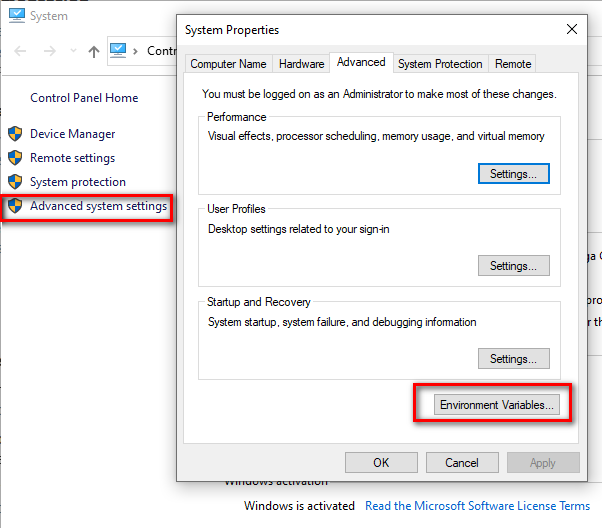 System
Contr
Control Panel Home
Device Manager
Remote settings
System protection
Advanced system settings
System Properties
Computer Name
Hardware
Advanced
System Protection
Remote
You must be logged on as an Administrator to make most of these changes.
Performance
Visual effects, processor scheduling, memory usage, and virtual memory
Settings...
User Profiles
Desktop settings related to your sign-in
Settings...
Startup and Recovery
System startup, system failure, and debugging information
Settings...
Environment Variables...
OK
Cancel
Apply
Windows activation
Windows is activated
Read the Microsoft Software License Terms